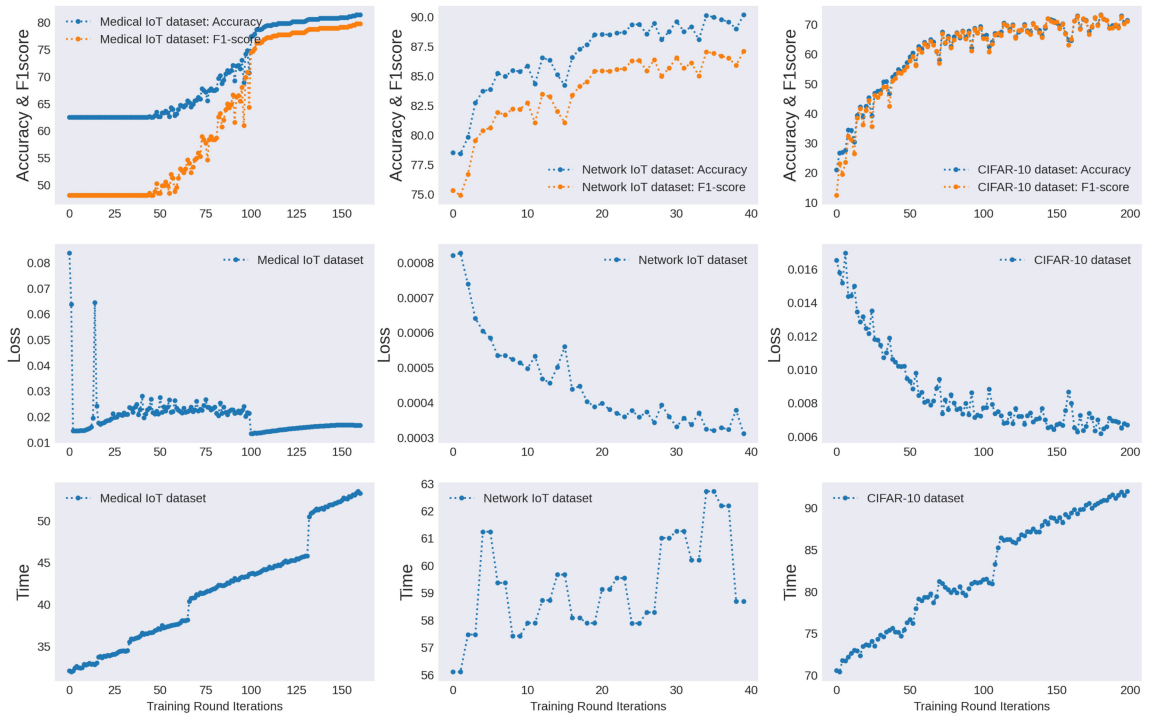 Accuracy & F1score
80
75
70
65
60
55
50
Medical IoT dataset: Accuracy
Medical IoT dataset: F1-score
0 25 50 75 100 125 150
Accuracy & F1score
90.0
87.5
85.0
82.5
80.0
77.5
75.0
Network IoT dataset: Accuracy
Network IoT dataset: F1-score
0 10 20 30 40
Accuracy & F1score
70
60
50
40
30
20
10
CIFAR-10 dataset: Accuracy
CIFAR-10 dataset: F1-score
0 50 100 150 200
Loss
0.08
0.07
0.06
0.05
0.04
0.03
0.02
0.01
Medical IoT dataset
0 25 50 75 100 125 150
Loss
0.0008
0.0007
0.0006
0.0005
0.0004
0.0003
Network IoT dataset
0 10 20 30 40
Loss
0.016
0.014
0.012
0.010
0.008
0.006
CIFAR-10 dataset
0 50 100 150 200
Time
50
45
40
35
Medical IoT dataset
0 25 50 75 100 125 150
Training Round Iterations
Time
63
62
61
60
59
58
57
56
Network IoT dataset
0 10 20 30 40
Training Round Iterations
Time
90
85
80
75
70
CIFAR-10 dataset
0 50 100 150 200
Training Round Iterations